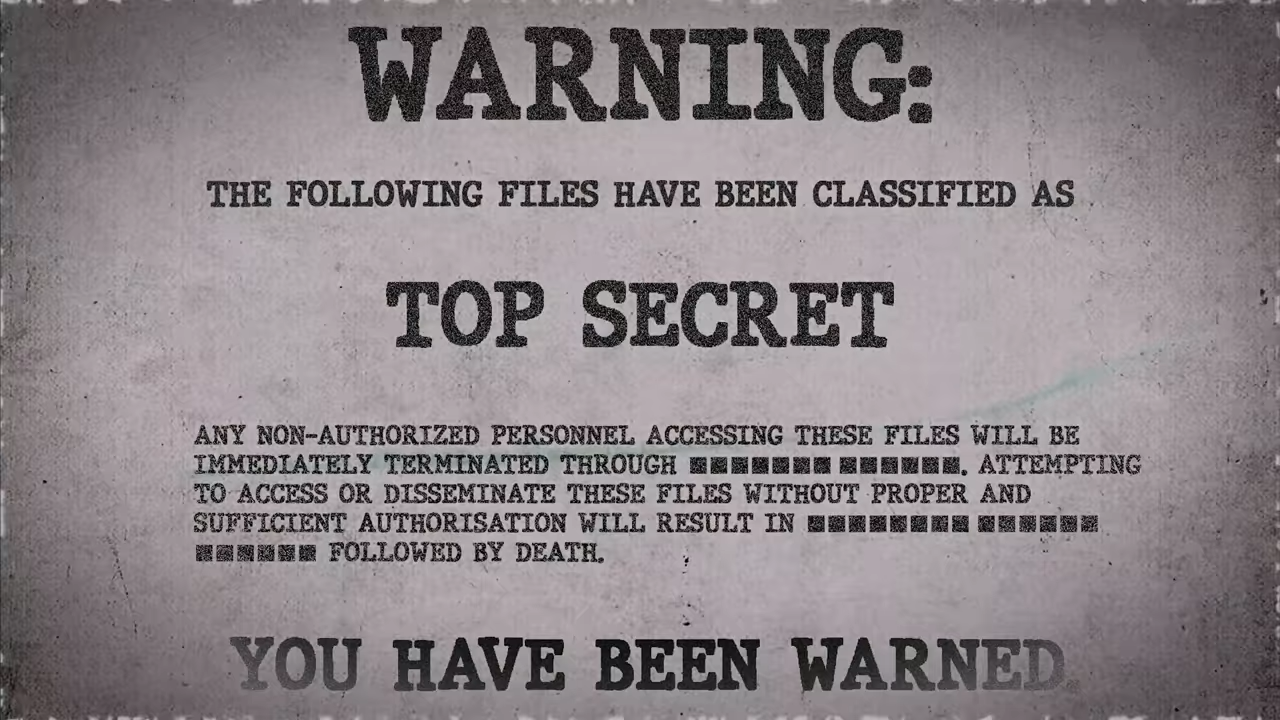 WARNING:
THE FOLLOWING FILES HAVE BEEN CLASSIFIED AS
TOP SECRET
ANY NON-AUTHORIZED PERSONNEL ACCESSING THESE FILES WILL BE
IMMEDIATELY TERMINATED THROUGH ■■■■■■■ ■■■■■■. ATTEMPTING
TO ACCESS OR DISSEMINATE THESE FILES WITHOUT PROPER AND
SUFFICIENT AUTHORISATION WILL RESULT IN ■■■■■■■■ ■■■■■■
■■■■■■ FOLLOWED BY DEATH.
YOU HAVE BEEN WARNED.